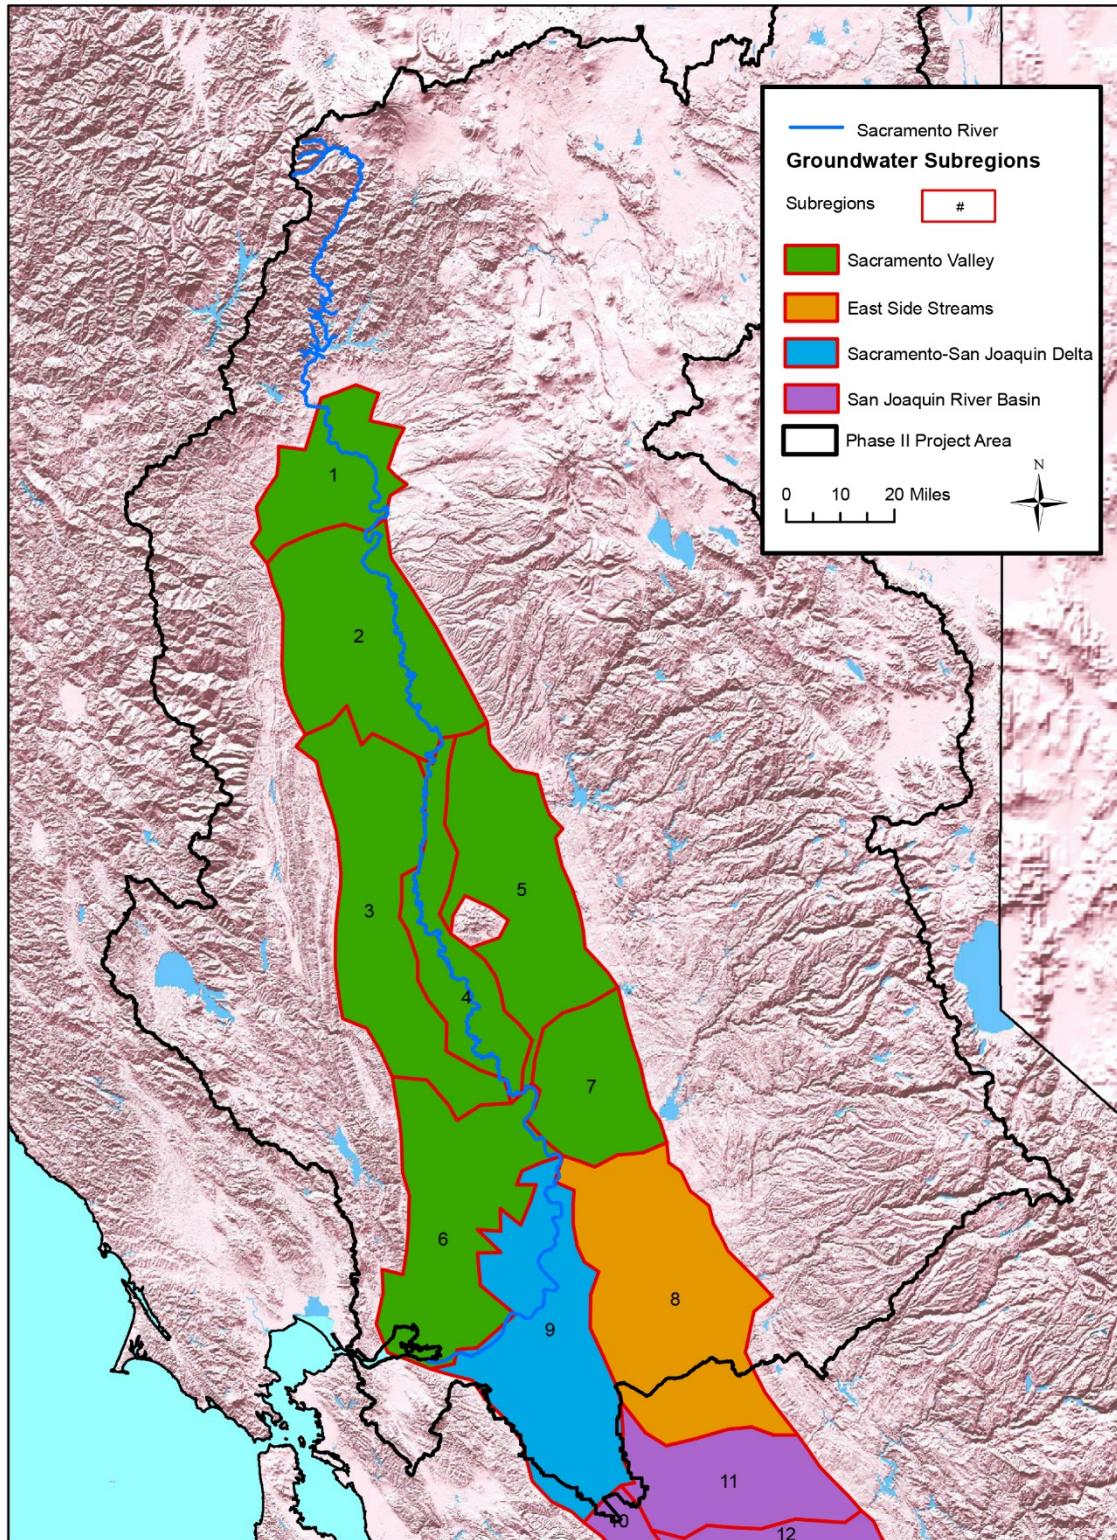 Sacramento River
Groundwater Subregions
Subregions
#
Sacramento Valley
East Side Streams
Sacramento-San Joaquin Delta
San Joaquin River Basin
Phase II Project Area
N
0 10 20 Miles
1
2
3
5
4
7
6
8
9
11
10
12